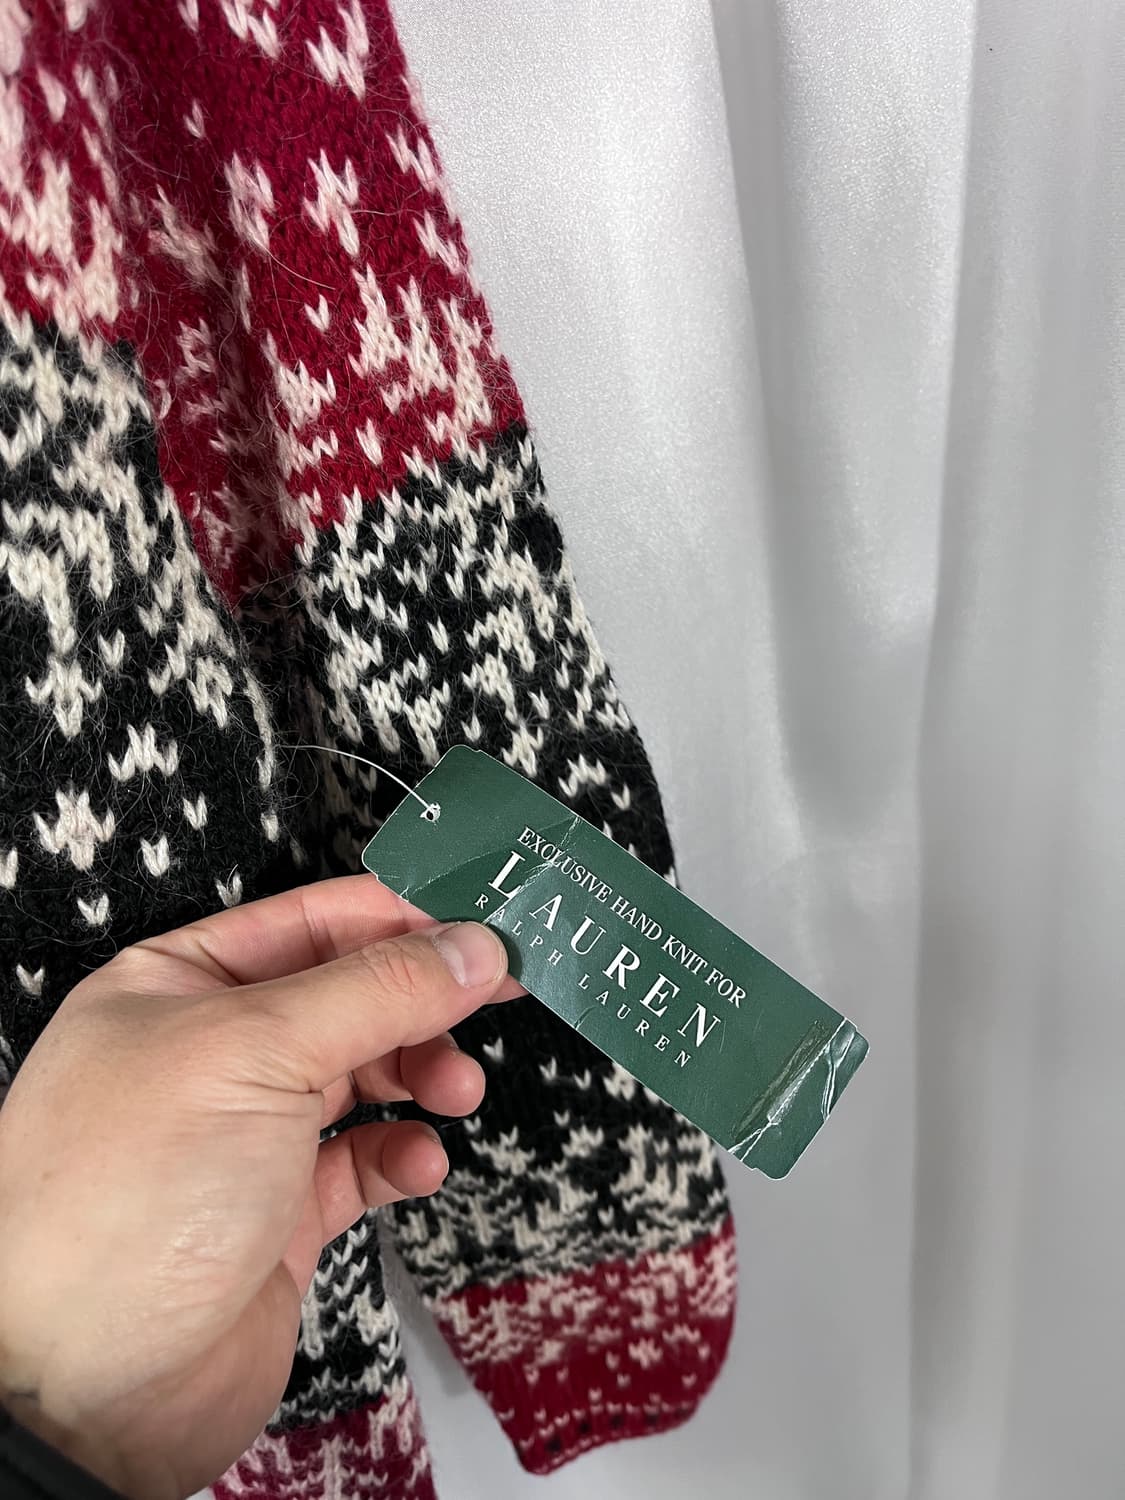 EXCLUSIVE HAND KNIT FOR
LAUREN
RALPH LAUREN